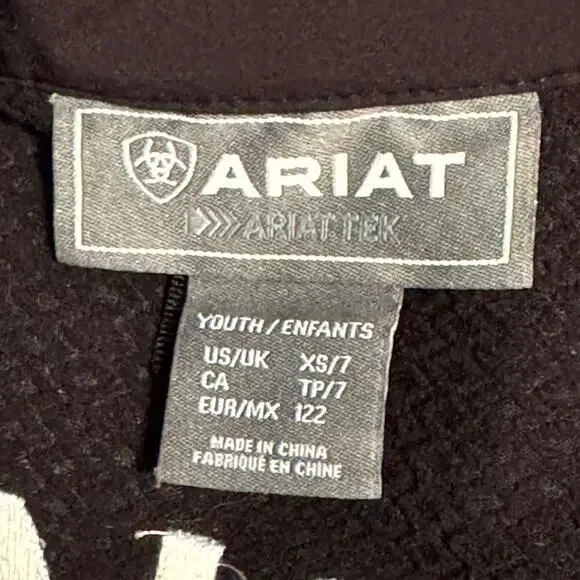 ARIAT
ARIAT TEK
YOUTH / ENFANTS
US/UK XS/7
CA TP/7
EUR/MX 122
MADE IN CHINA
FABRIQUÉ EN CHINE